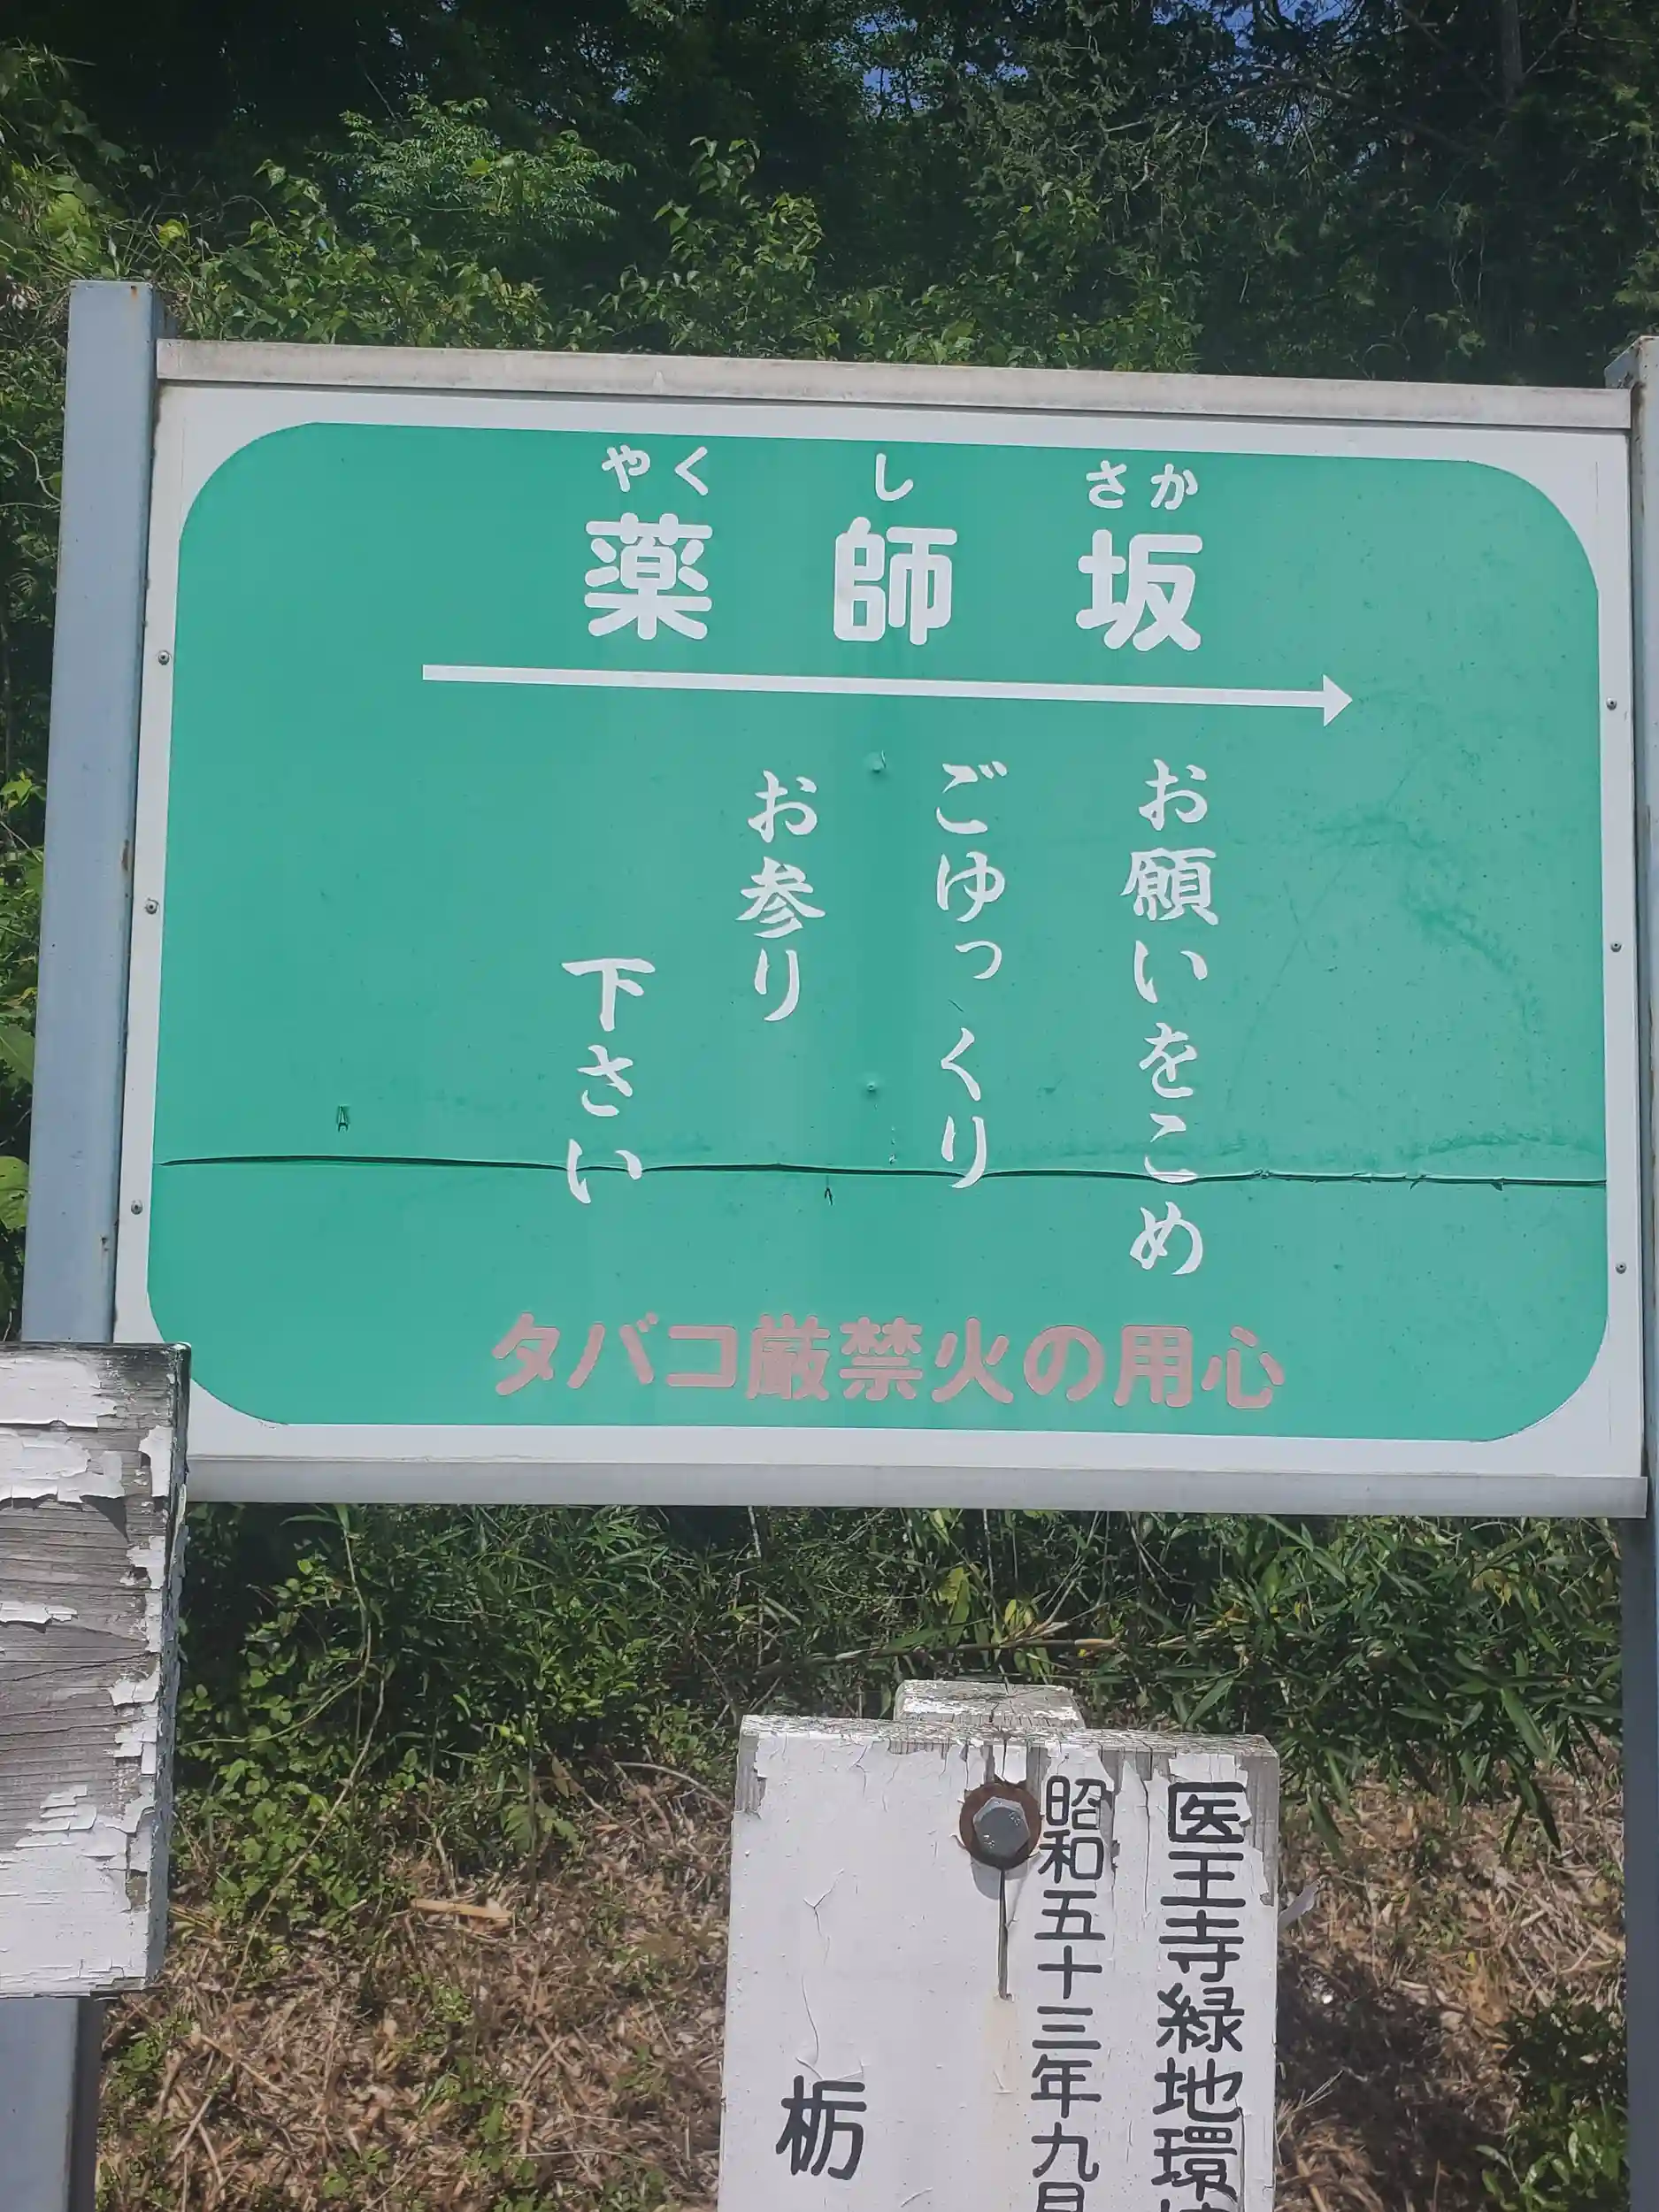 やく し さか
薬師坂
お願いをこめ
ごゆっくり
お参り
下さい
タバコ厳禁火の用心
医王寺緑地環
昭和五十三年九月
栃